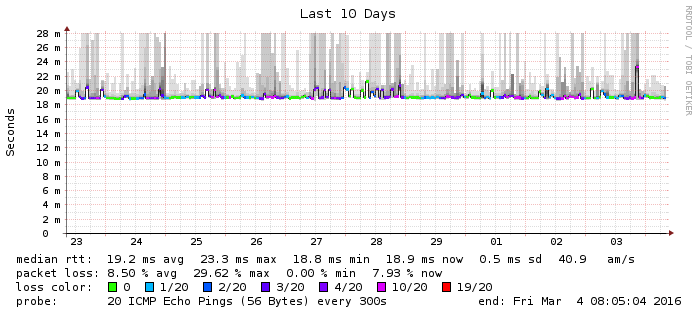 Last 10 Days
RRDTOOL / TOBI OETIKER
Seconds
28 m
26 m
24 m
22 m
20 m
18 m
16 m
14 m
12 m
10 m
8 m
6 m
4 m
2 m
0
23 24 25 26 27 28 29 01 02 03
median rtt: 19.2 ms avg 23.3 ms max 18.8 ms min 18.9 ms now 0.5 ms sd 40.9 am/s
packet loss: 8.50 % avg 29.62 % max 0.00 % min 7.93 % now
loss color: 0 1/20 2/20 3/20 4/20 10/20 19/20
probe: 20 ICMP Echo Pings (56 Bytes) every 300s end: Fri Mar 4 08:05:04 2016